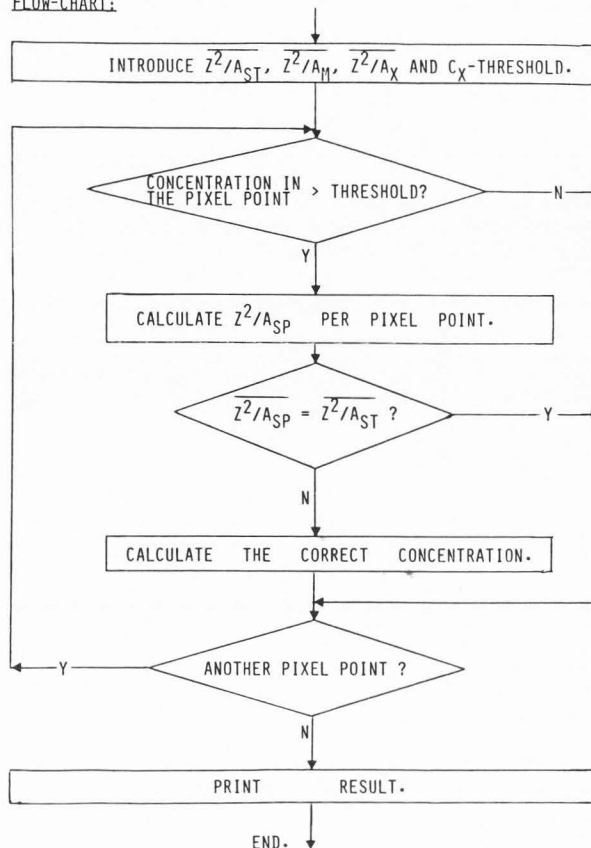 FLOW-CHART:
INTRODUCE Z²/A_ST, Z²/A_M, Z²/A_X AND C_X-THRESHOLD.
CONCENTRATION IN
THE PIXEL POINT > THRESHOLD?
N
Y
CALCULATE Z²/A_SP PER PIXEL POINT.
Z²/A_SP = Z²/A_ST ?
Y
N
CALCULATE THE CORRECT CONCENTRATION.
Y
ANOTHER PIXEL POINT ?
N
PRINT RESULT.
END.